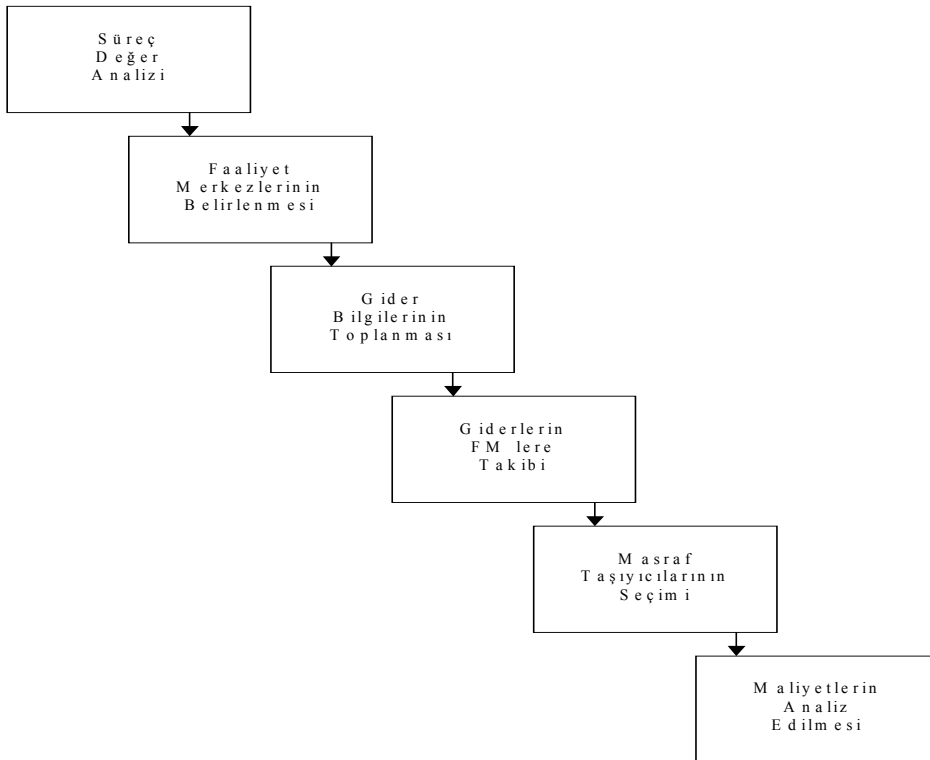 Süreç
Değer
Analizi
Faaliyet
Merkezlerinin
Belirlenmesi
Gider
Bilgilerinin
Toplanması
Giderlerin
FM lere
Takibi
Masraf
Taşıyıcılarının
Seçimi
Maliyetlerin
Analiz
Edilmesi